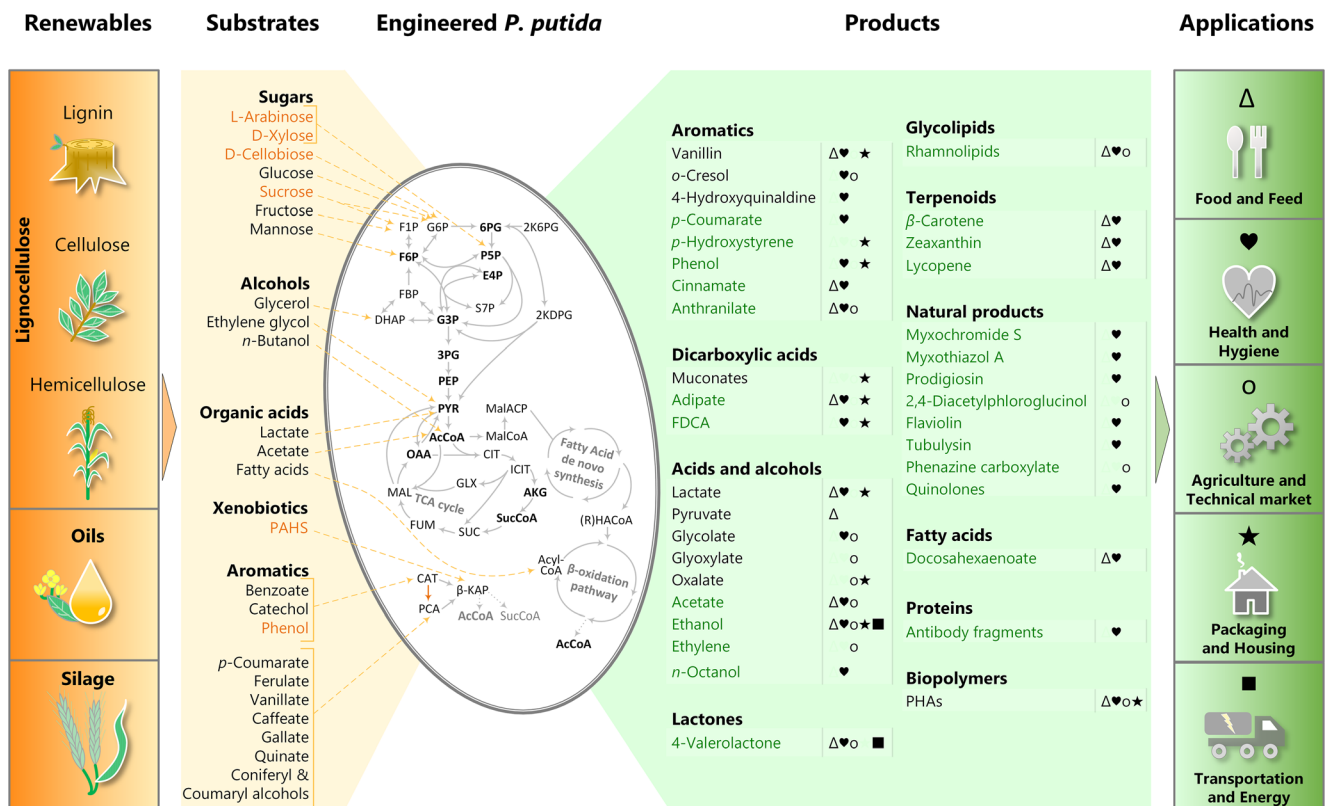 Renewables
Substrates
Engineered P. putida
Products
Applications
Lignocellulose
Lignin
Cellulose
Hemicellulose
Oils
Silage
Sugars
L-Arabinose
D-Xylose
D-Cellobiose
Glucose
Sucrose
Fructose
Mannose
Alcohols
Glycerol
Ethylene glycol
n-Butanol
Organic acids
Lactate
Acetate
Fatty acids
Xenobiotics
PAHS
Aromatics
Benzoate
Catechol
Phenol
p-Coumarate
Ferulate
Vanillate
Caffeate
Gallate
Quinate
Coniferyl &
Coumaryl alcohols
F1P G6P 6PG 2K6PG
F6P P5P
E4P
FBP S7P
DHAP G3P 2KDPG
3PG
PEP
PYR MalACP
AcCoA MalCoA
OAA CIT
ICIT
Fatty Acid
de novo
synthesis
MAL GLX AKG
TCA cycle
FUM SUC SucCoA
(R)HACoA
Acyl-
CoA
β-oxidation
pathway
CAT β-KAP
PCA AcCoA SucCoA
AcCoA
Aromatics
Vanillin Δ♥ ★
o-Cresol ♥o
4-Hydroxyquinaldine ♥
p-Coumarate ♥
p-Hydroxystyrene ★
Phenol ♥ ★
Cinnamate Δ♥
Anthranilate Δ♥o
Dicarboxylic acids
Muconates ★
Adipate Δ♥ ★
FDCA ♥ ★
Acids and alcohols
Lactate Δ♥ ★
Pyruvate Δ
Glycolate ♥o
Glyoxylate o
Oxalate o★
Acetate Δ♥o
Ethanol Δ♥o★■
Ethylene o
n-Octanol ♥
Lactones
4-Valerolactone Δ♥o ■
Glycolipids
Rhamnolipids Δ♥o
Terpenoids
β-Carotene Δ♥
Zeaxanthin Δ♥
Lycopene Δ♥
Natural products
Myxochromide S ♥
Myxothiazol A ♥
Prodigiosin ♥
2,4-Diacetylphloroglucinol o
Flaviolin ♥
Tubulysin ♥
Phenazine carboxylate o
Quinolones ♥
Fatty acids
Docosahexaenoate Δ♥
Proteins
Antibody fragments ♥
Biopolymers
PHAs Δ♥o★
Δ
Food and Feed
♥
Health and
Hygiene
o
Agriculture and
Technical market
★
Packaging
and Housing
■
Transportation
and Energy